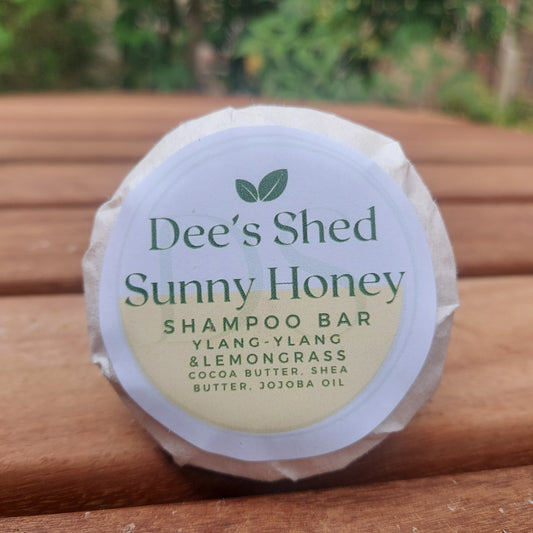 Dee's Shed
Sunny Honey
SHAMPOO BAR
YLANG-YLANG
&LEMONGRASS
COCOA BUTTER, SHEA
BUTTER, JOJOBA OIL